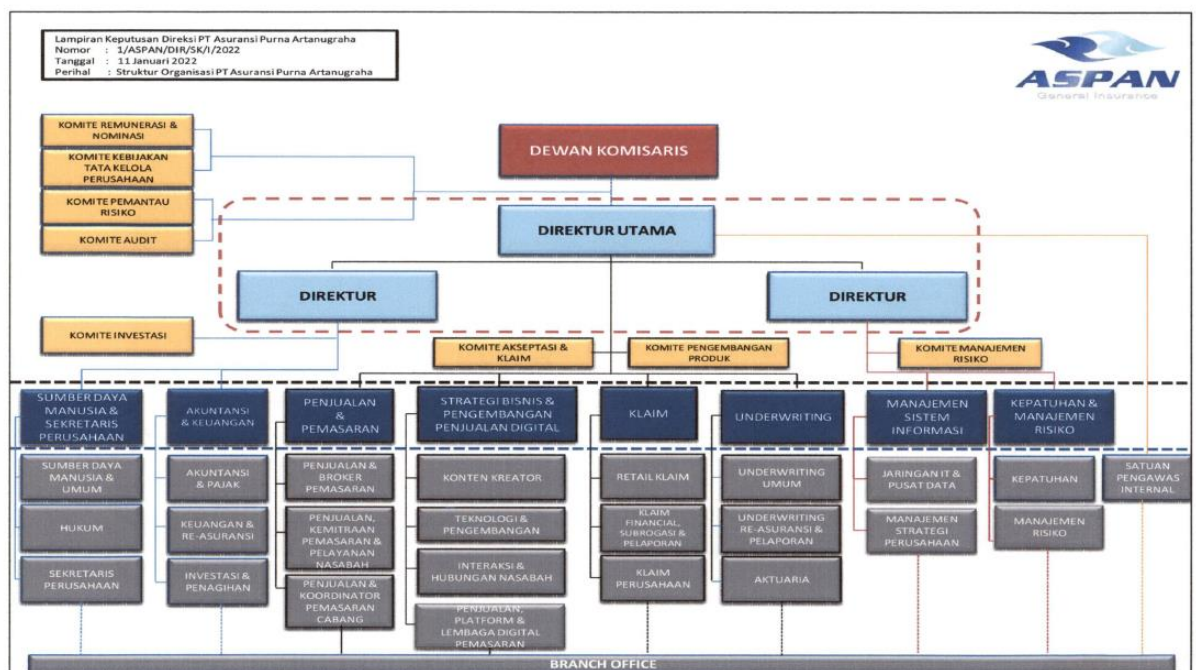 Lampiran Keputusan Direksi PT Asuransi Purna Artanugraha
Nomor : 1/ASPAN/DIR/SK/I/2022
Tanggal : 11 Januari 2022
Perihal : Struktur Organisasi PT Asuransi Purna Artanugraha
ASPAN
General Insurance
KOMITE REMUNERASI &
NOMINASI
KOMITE KEBIJAKAN
TATA KELOLA
PERUSAHAAN
KOMITE PEMANTAU
RISIKO
KOMITE AUDIT
DEWAN KOMISARIS
DIREKTUR UTAMA
DIREKTUR
DIREKTUR
KOMITE INVESTASI
KOMITE AKSEPTASI &
KLAIM
KOMITE PENGEMBANGAN
PRODUK
KOMITE MANAJEMEN
RISIKO
SUMBER DAYA
MANUSIA &
SEKRETARIS
PERUSAHAAN
AKUNTANSI
& KEUANGAN
PENJUALAN
&
PEMASARAN
STRATEGI BISNIS &
PENGEMBANGAN
PENJUALAN DIGITAL
KLAIM
UNDERWRITING
MANAJEMEN
SISTEM
INFORMASI
KEPATUHAN &
MANAJEMEN
RISIKO
SUMBER DAYA
MANUSIA &
UMUM
HUKUM
SEKRETARIS
PERUSAHAAN
AKUNTANSI
& PAJAK
KEUANGAN &
RE-ASURANSI
INVESTASI &
PENAGIHAN
PENJUALAN &
BROKER
PEMASARAN
PENJUALAN,
KEMITRAAN
PEMASARAN &
PELAYANAN
NASABAH
PENJUALAN &
KOORDINATOR
PEMASARAN
CABANG
KONTEN KREATOR
TEKNOLOGI &
PENGEMBANGAN
INTERAKSI &
HUBUNGAN NASABAH
PENJUALAN,
PLATFORM &
LEMBAGA DIGITAL
PEMASARAN
RETAIL KLAIM
KLAIM
FINANCIAL,
SUBROGASI &
PELAPORAN
KLAIM
PERUSAHAAN
UNDERWRITING
UMUM
UNDERWRITING
RE-ASURANSI &
PELAPORAN
AKTUARIA
JARINGAN IT &
PUSAT DATA
MANAJEMEN
STRATEGI
PERUSAHAAN
KEPATUHAN
MANAJEMEN
RISIKO
SATUAN
PENGAWAS
INTERNAL
BRANCH OFFICE